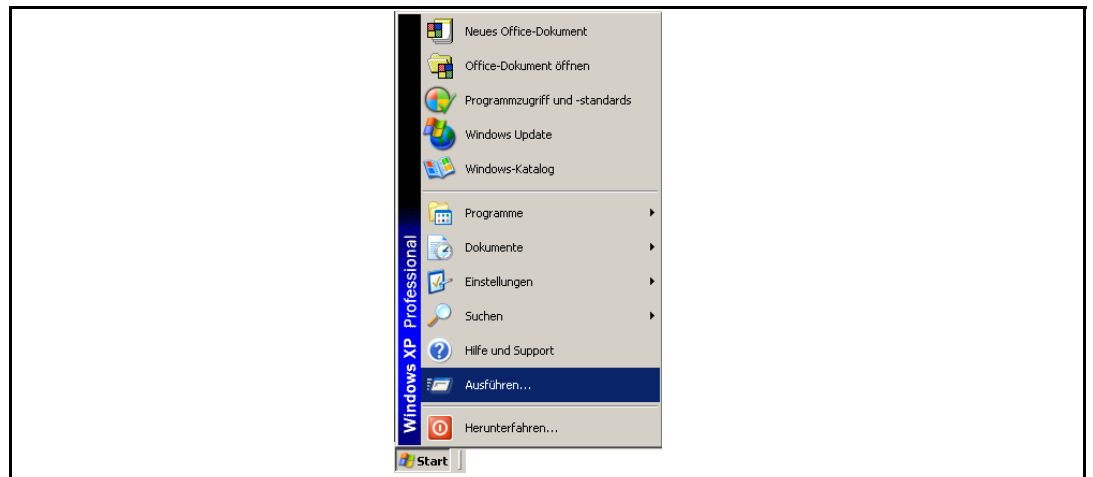 Neues Office-Dokument
Office-Dokument öffnen
Programmzugriff und -standards
Windows Update
Windows-Katalog
Programme
Dokumente
Einstellungen
Suchen
Hilfe und Support
Ausführen...
Herunterfahren...
Windows XP Professional
Start